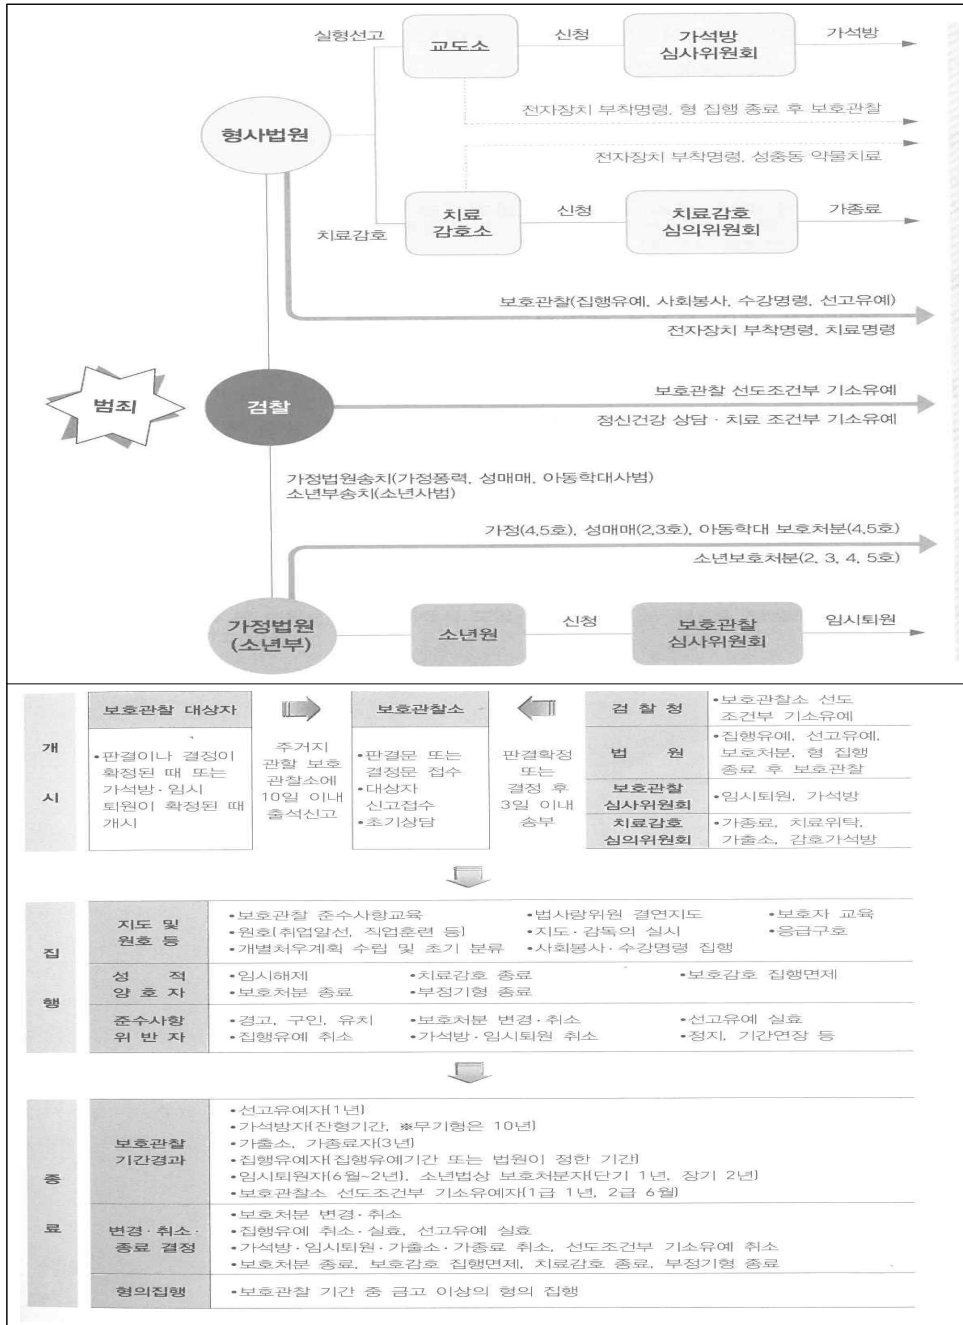 실형선고
교도소
신청
가석방
심사위원회
가석방
전자장치 부착명령, 형 집행 종료 후 보호관찰
형사법원
전자장치 부착명령, 성충동 약물치료
치료감호
치료
감호소
신청
치료감호
심의위원회
가종료
보호관찰(집행유예, 사회봉사, 수강명령, 선고유예)
전자장치 부착명령, 치료명령
범죄
검찰
보호관찰 선도조건부 기소유예
정신건강 상담·치료 조건부 기소유예
가정법원송치(가정폭력, 성매매, 아동학대사범)
소년부송치(소년사범)
가정(4,5호), 성매매(2,3호), 아동학대 보호처분(4,5호)
소년보호처분(2, 3, 4, 5호)
가정법원
(소년부)
소년원
신청
보호관찰
심사위원회
임시퇴원
개
시
보호관찰 대상자
•판결이나 결정이
확정된 때 또는
가석방·임시
퇴원이 확정된 때
개시
주거지
관할 보호
관찰소에
10일 이내
출석신고
보호관찰소
•판결문 또는
결정문 접수
•대상자
신고접수
•초기상담
판결확정
또는
결정 후
3일 이내
송부
검 찰 청
•보호관찰소 선도
조건부 기소유예
법 원
•집행유예, 선고유예,
보호처분, 형 집행
종료 후 보호관찰
보호관찰
심사위원회
•임시퇴원, 가석방
치료감호
심의위원회
•가종료, 치료위탁,
가출소, 감호가석방
집
행
지도 및
원호 등
•보호관찰 준수사항교육 •법사랑위원 결연지도 •보호자 교육
•원호(취업알선, 직업훈련 등) •지도·감독의 실시 •응급구호
•개별처우계획 수립 및 초기 분류 •사회봉사·수강명령 집행
성 적
양 호 자
•임시해제 •치료감호 종료 •보호감호 집행면제
•보호처분 종료 •부정기형 종료
준수사항
위 반 자
•경고, 구인, 유치 •보호처분 변경·취소 •선고유예 실효
•집행유예 취소 •가석방·임시퇴원 취소 •정지, 기간연장 등
종
료
보호관찰
기간경과
•선고유예자(1년)
•가석방자(잔형기간, ※무기형은 10년)
•가출소, 가종료자(3년)
•집행유예자(집행유예기간 또는 법원이 정한 기간)
•임시퇴원자(6월~2년), 소년법상 보호처분자(단기 1년, 장기 2년)
•보호관찰소 선도조건부 기소유예자(1급 1년, 2급 6월)
변경·취소·
종료 결정
•보호처분 변경·취소
•집행유예 취소·실효, 선고유예 실효
•가석방·임시퇴원·가출소·가종료 취소, 선도조건부 기소유예 취소
•보호처분 종료, 보호감호 집행면제, 치료감호 종료, 부정기형 종료
형의집행
•보호관찰 기간 중 금고 이상의 형의 집행